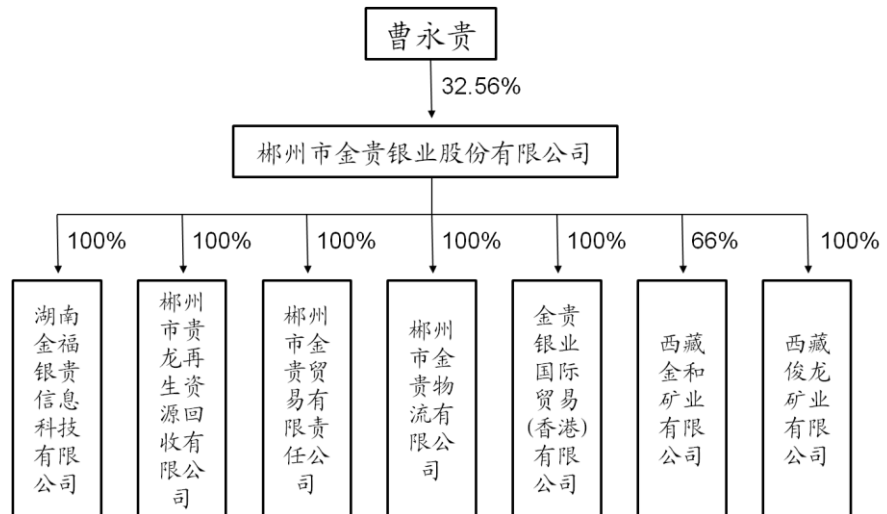 曹永贵
32.56%
郴州市金贵银业股份有限公司
100%
100%
100%
100%
100%
66%
100%
湖南
金福
银贵
信息
科技
有限
公司
郴州
市贵
龙再
生资
源回
收有
限公
司
郴州
市金
贵贸
易有
限责
任公
司
郴州
市金
贵物
流有
限公
司
金贵
银业
国际
贸易
(香港)
有限
公司
西藏
金和
矿业
有限
公司
西藏
俊龙
矿业
有限
公司